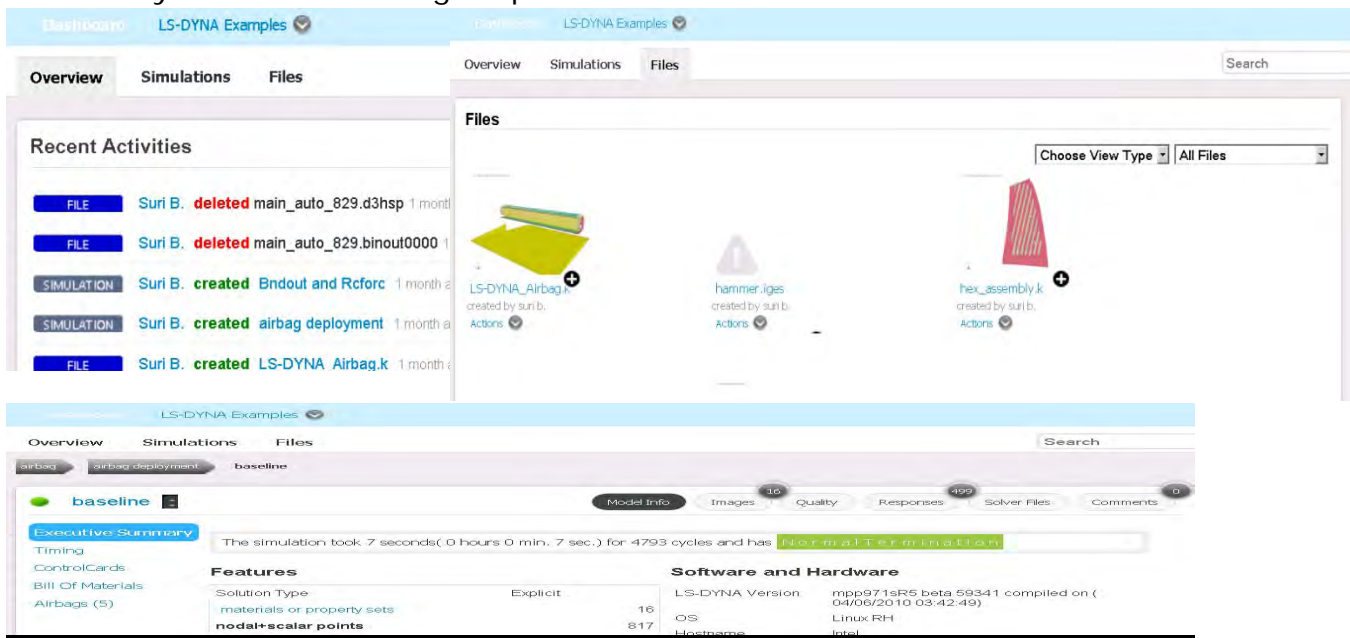 Dashboard LS-DYNA Examples
Overview Simulations Files
Recent Activities
FILE Suri B. deleted main_auto_829.d3hsp 1 month
FILE Suri B. deleted main_auto_829.binout0000 1
SIMULATION Suri B. created Bndout and Rcforc 1 month a
SIMULATION Suri B. created airbag deployment 1 month a
FILE Suri B. created LS-DYNA Airbag.k 1 month a
LS-DYNA Examples
Overview Simulations Files Search
Files
Choose View Type All Files
LS-DYNA_Airbag.k hammer.iges hex_assembly.k
created by suri b. created by suri b. created by suri b.
Actions Actions Actions
LS-DYNA Examples
Overview Simulations Files Search
airbag airbag deployment baseline
baseline Model Info Images 16 Quality Responses 499 Solver Files Comments 0
Executive Summary
Timing
ControlCards
Bill Of Materials
Airbags (5)
The simulation took 7 seconds( 0 hours 0 min. 7 sec.) for 4793 cycles and has NormalTermination
Features
Solution Type Explicit
materials or property sets 16
nodal+scalar points 817
Software and Hardware
LS-DYNA Version mpp971sR5 beta 59341 compiled on (
04/06/2010 03:42:49)
OS Linux RH
Hostname Intel